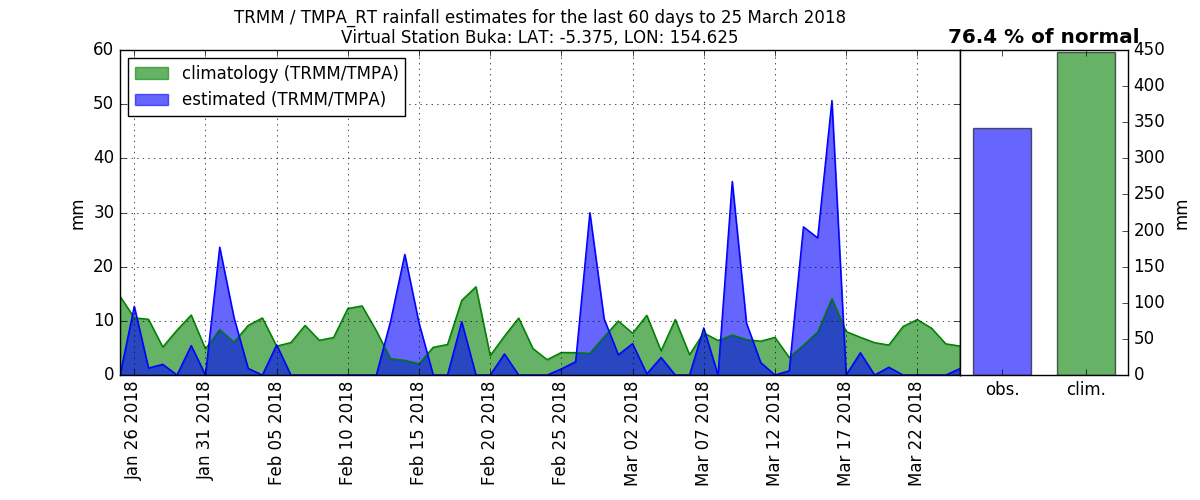 TRMM / TMPA_RT rainfall estimates for the last 60 days to 25 March 2018
Virtual Station Buka: LAT: -5.375, LON: 154.625
76.4 % of normal
climatology (TRMM/TMPA)
estimated (TRMM/TMPA)
60
50
40
30
20
10
0
mm
Jan 26 2018
Jan 31 2018
Feb 05 2018
Feb 10 2018
Feb 15 2018
Feb 20 2018
Feb 25 2018
Mar 02 2018
Mar 07 2018
Mar 12 2018
Mar 17 2018
Mar 22 2018
450
400
350
300
250
200
150
100
50
0
mm
obs.
clim.